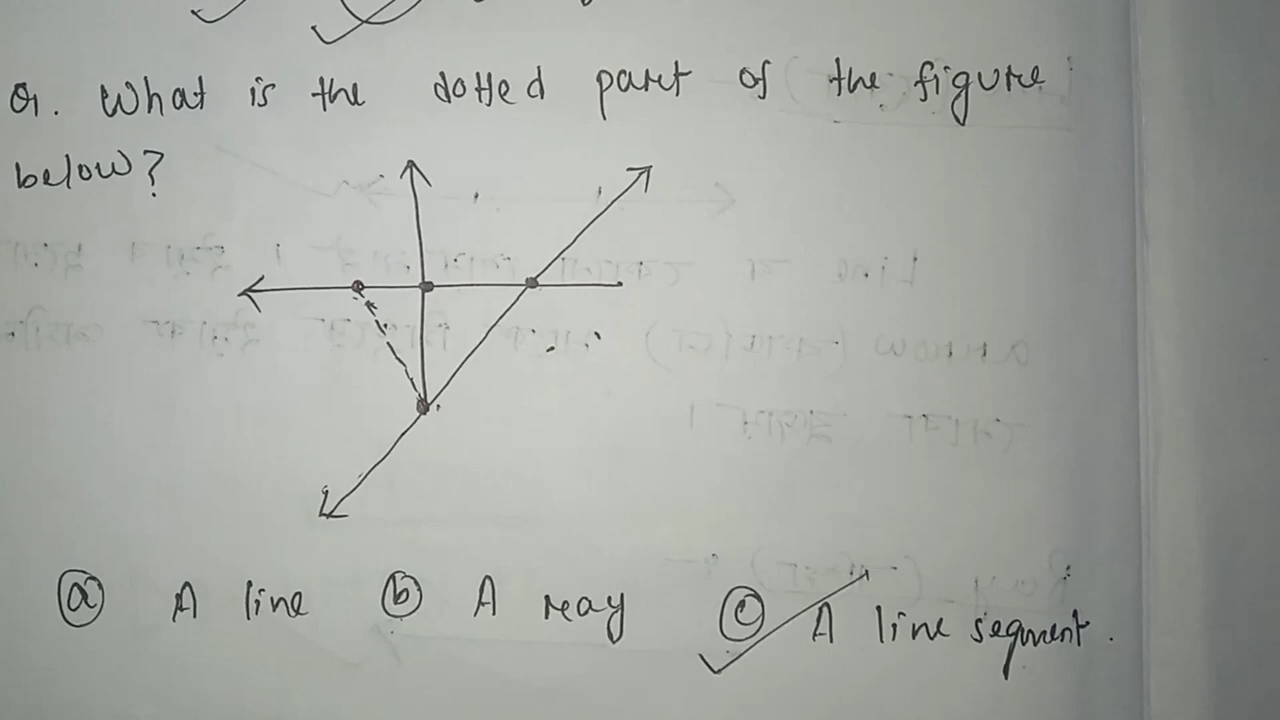 Q. What is the dotted part of the figure
below?
ⓐ A line ⓑ A ray ⓒ A line segment.